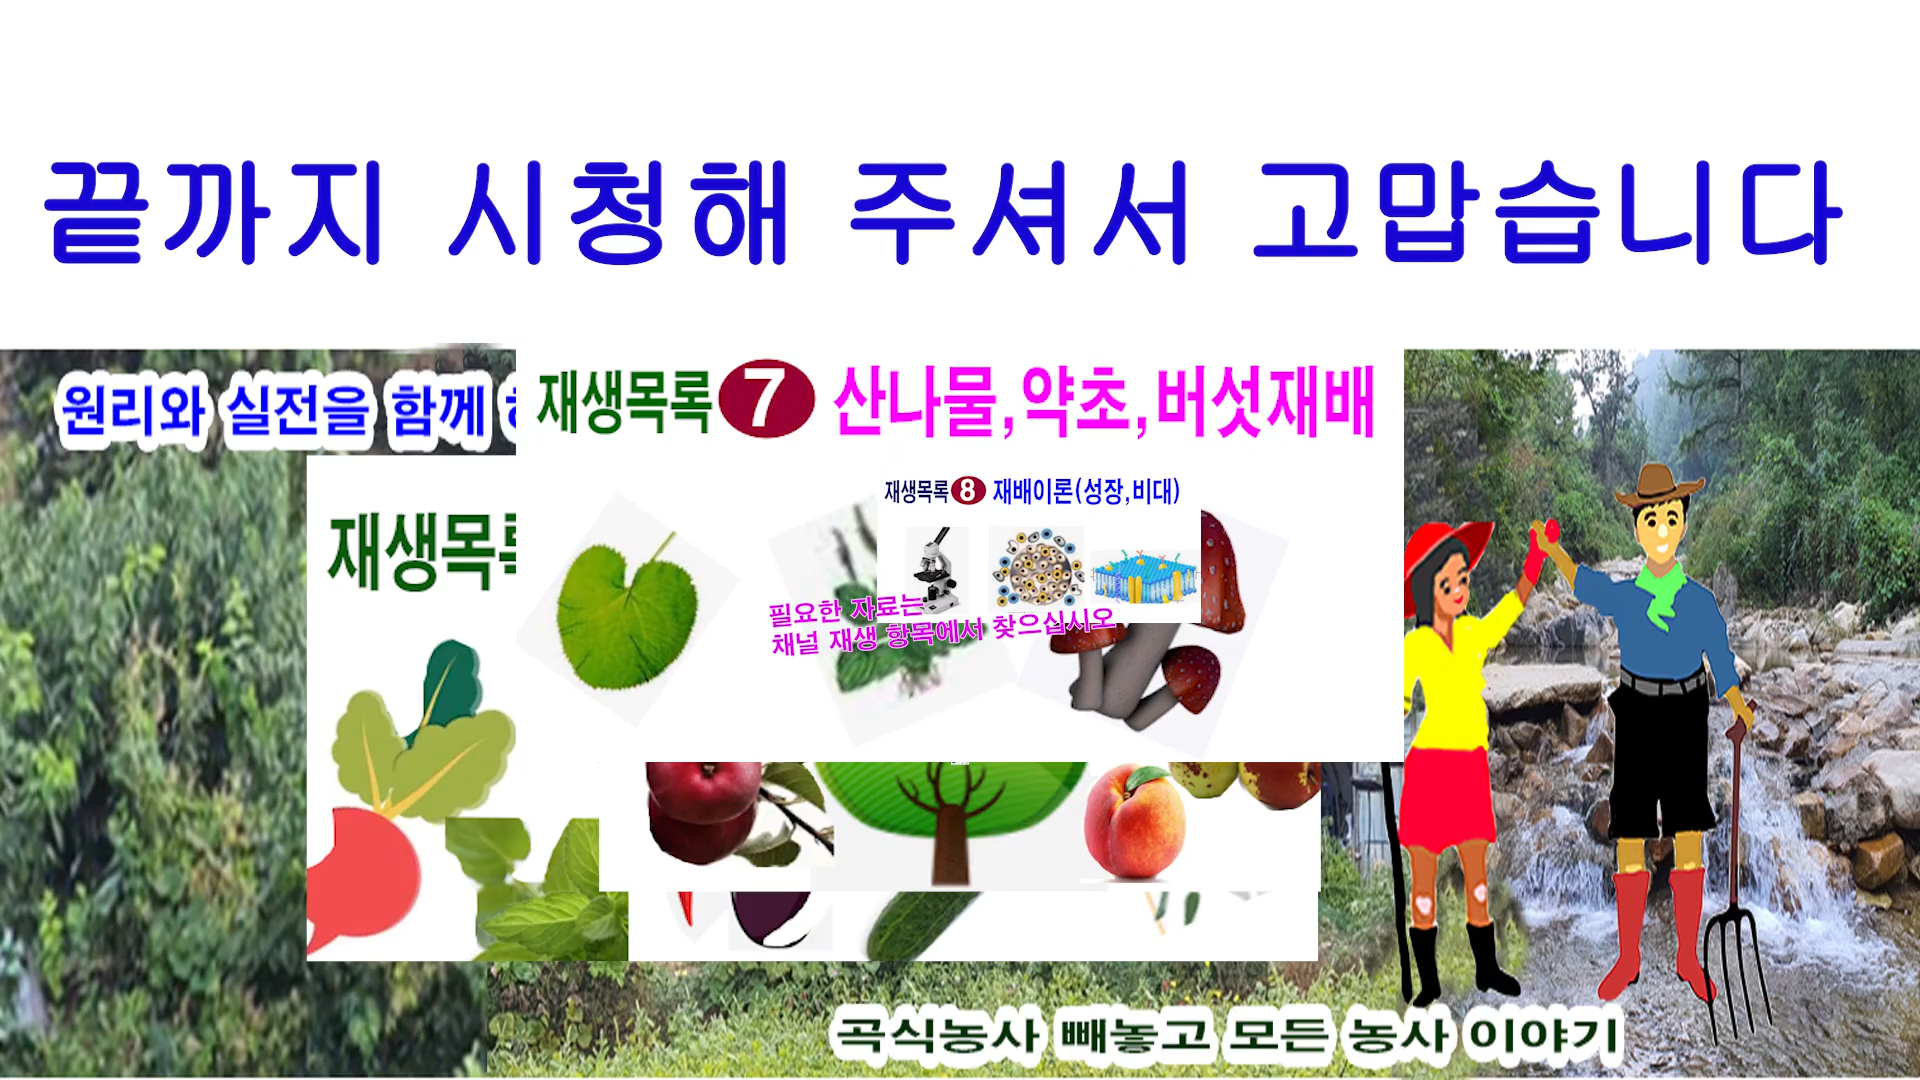 끝까지 시청해 주셔서 고맙습니다
원리와 실전을 함께
재생목록 7 산나물,약초,버섯재배
재생목록 8 재배이론(성장,비대)
재생목록
필요한 자료는
채널 재생 항목에서 찾으십시오
곡식농사 빼놓고 모든 농사 이야기